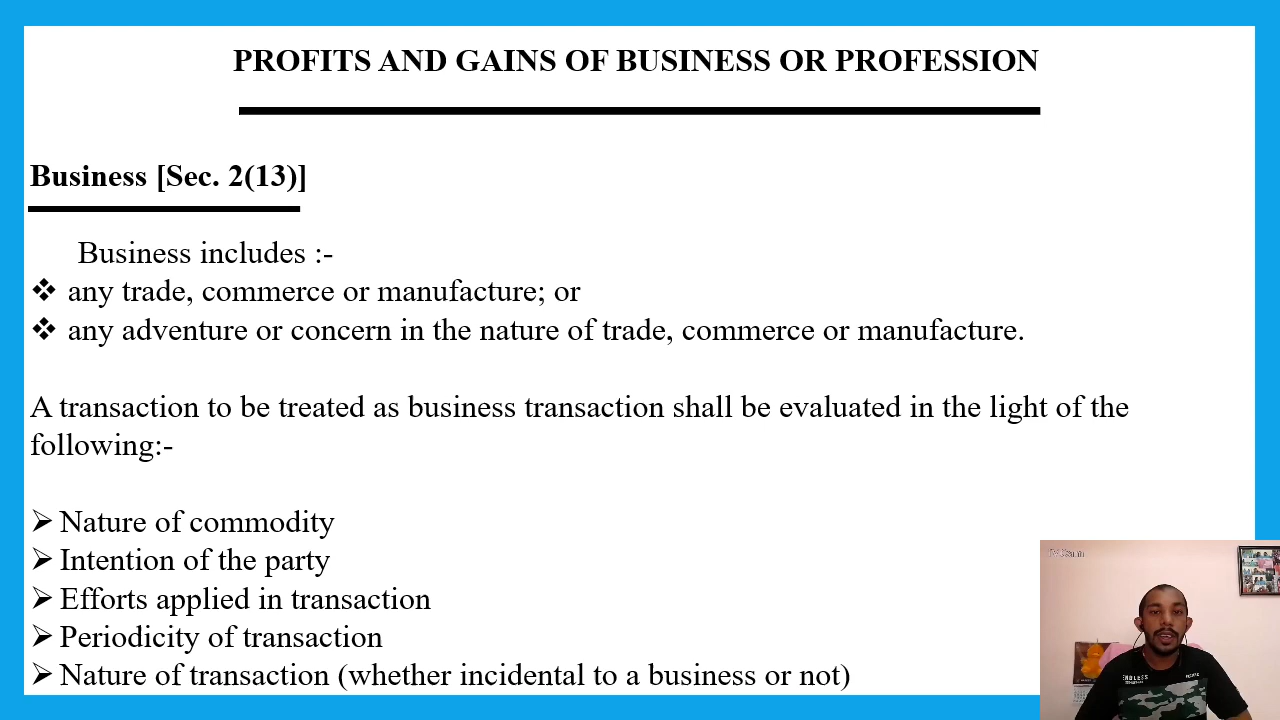 PROFITS AND GAINS OF BUSINESS OR PROFESSION
Business [Sec. 2(13)]
Business includes :-
❖ any trade, commerce or manufacture; or
❖ any adventure or concern in the nature of trade, commerce or manufacture.
A transaction to be treated as business transaction shall be evaluated in the light of the
following:-
➢ Nature of commodity
➢ Intention of the party
➢ Efforts applied in transaction
➢ Periodicity of transaction
➢ Nature of transaction (whether incidental to a business or not)
ENDLESS